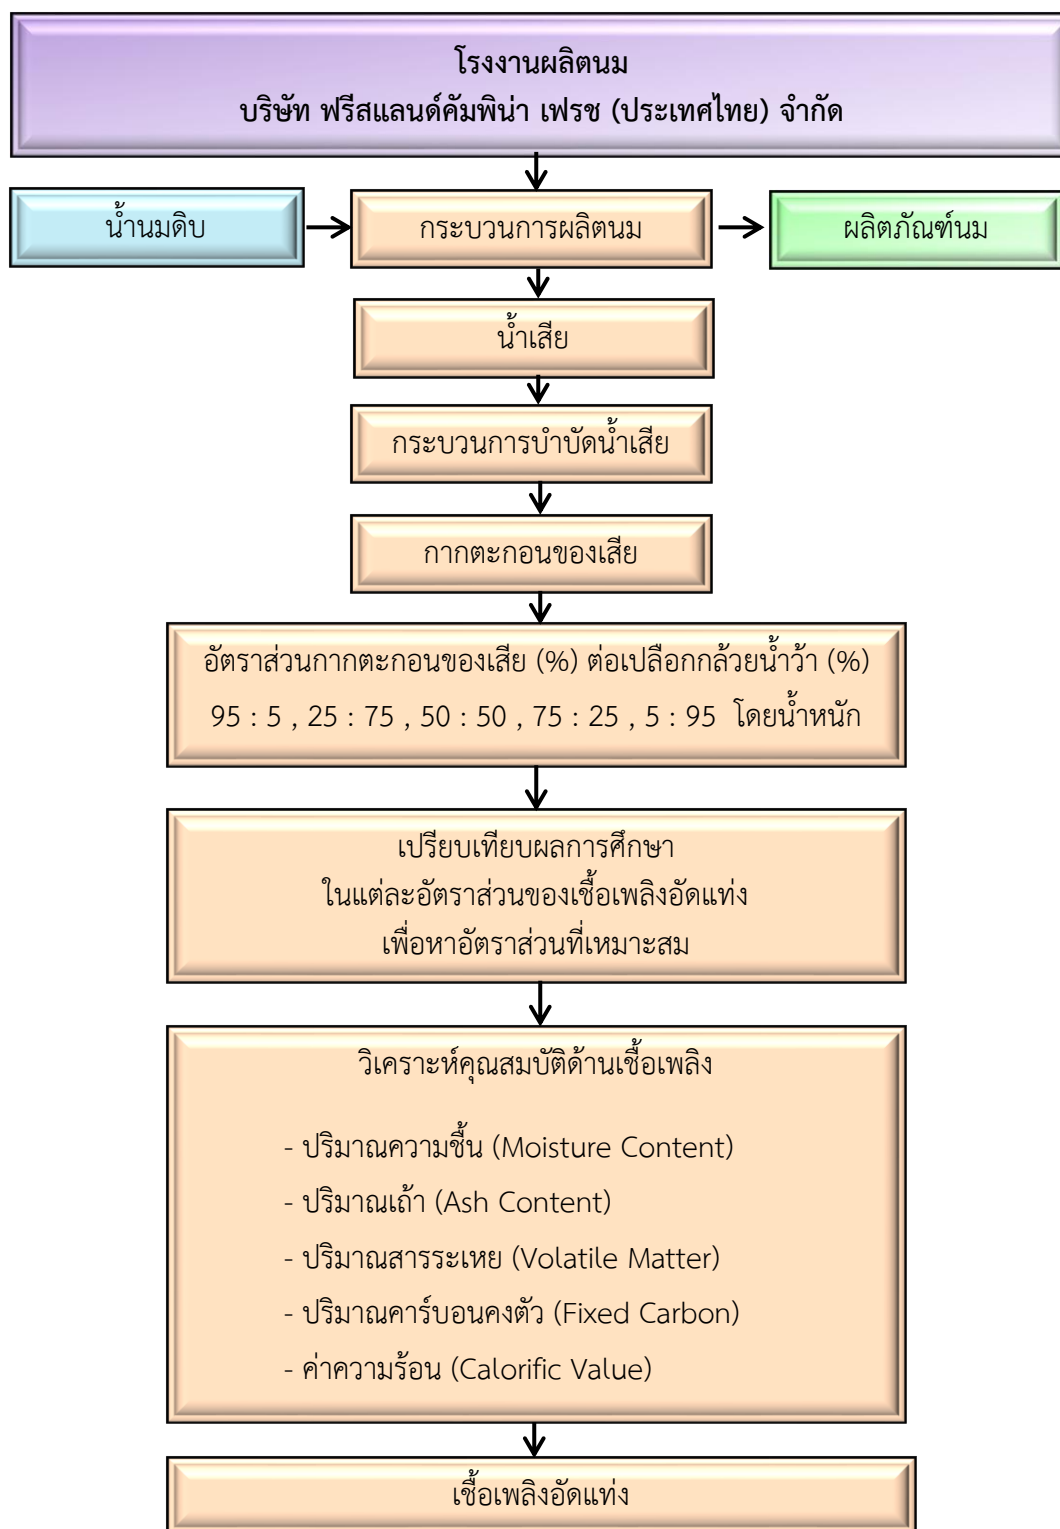 โรงงานผลิตนม
บริษัท ฟรีสแลนด์คัมพิน่า เฟรช (ประเทศไทย) จำกัด
น้ำนมดิบ
กระบวนการผลิตนม
ผลิตภัณฑ์นม
น้ำเสีย
กระบวนการบำบัดน้ำเสีย
กากตะกอนของเสีย
อัตราส่วนกากตะกอนของเสีย (%) ต่อเปลือกกล้วยน้ำว้า (%)
95 : 5 , 25 : 75 , 50 : 50 , 75 : 25 , 5 : 95 โดยน้ำหนัก
เปรียบเทียบผลการศึกษา
ในแต่ละอัตราส่วนของเชื้อเพลิงอัดแท่ง
เพื่อหาอัตราส่วนที่เหมาะสม
วิเคราะห์คุณสมบัติด้านเชื้อเพลิง
- ปริมาณความชื้น (Moisture Content)
- ปริมาณเถ้า (Ash Content)
- ปริมาณสารระเหย (Volatile Matter)
- ปริมาณคาร์บอนคงตัว (Fixed Carbon)
- ค่าความร้อน (Calorific Value)
เชื้อเพลิงอัดแท่ง